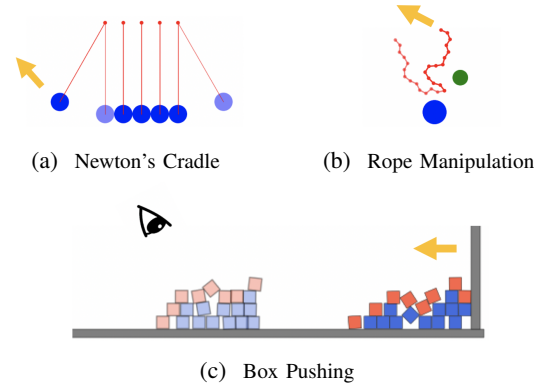 (a) Newton's Cradle
(b) Rope Manipulation
(c) Box Pushing